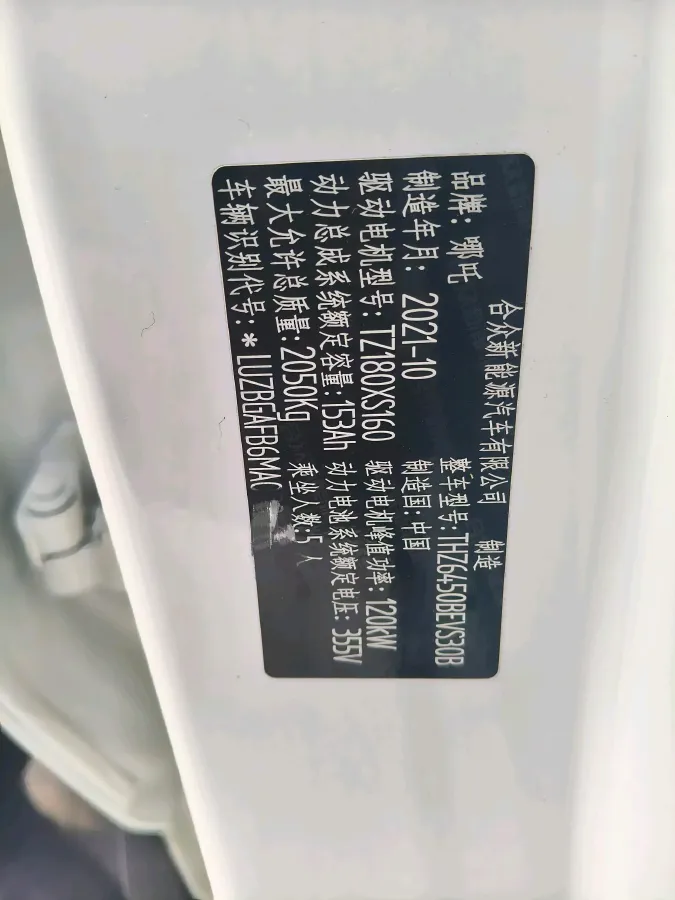 合众新能源汽车有限公司 制造
品牌：哪吒 整车型号：THZ6450BEVS30B
制造年月：2021-10 制造国：中国
驱动电机型号：TZ180XS160 驱动电机峰值功率：120kW
动力总成系统额定容量：153Ah 动力电池系统额定电压：355V
最大允许总质量：2050Kg 乘坐人数：5人
车辆识别代号：*LUZBGAFB6MAC